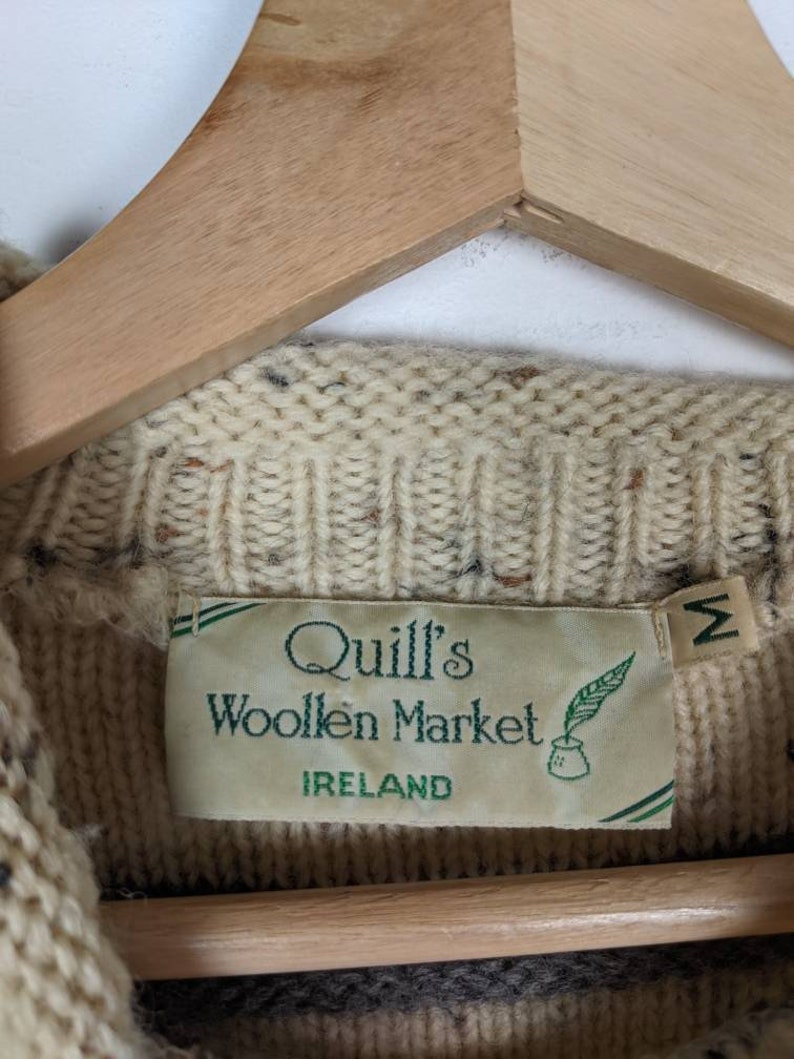 Quill's
Woollen Market
IRELAND
M